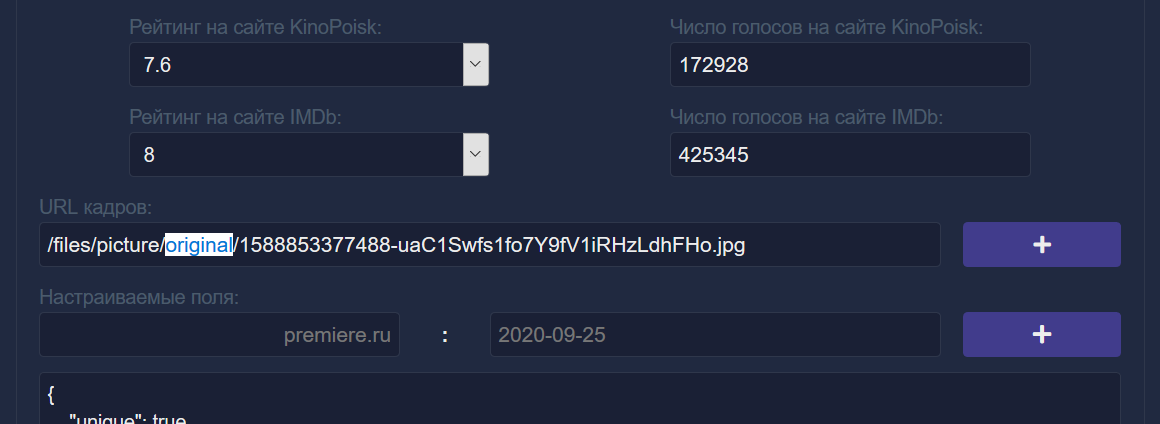 Рейтинг на сайте KinoPoisk: Число голосов на сайте KinoPoisk:
7.6 172928
Рейтинг на сайте IMDb: Число голосов на сайте IMDb:
8 425345
URL кадров:
/files/picture/original/1588853377488-uaC1Swfs1fo7Y9fV1iRHzLdhFHo.jpg +
Настраиваемые поля:
premiere.ru : 2020-09-25 +
{
"unique": true